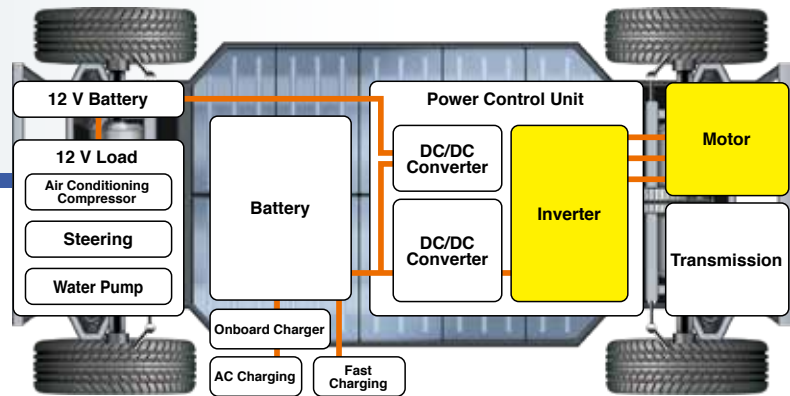 12 V Battery
12 V Load
Air Conditioning
Compressor
Steering
Water Pump
Battery
Onboard Charger
AC Charging
Fast
Charging
Power Control Unit
DC/DC
Converter
DC/DC
Converter
Inverter
Motor
Transmission